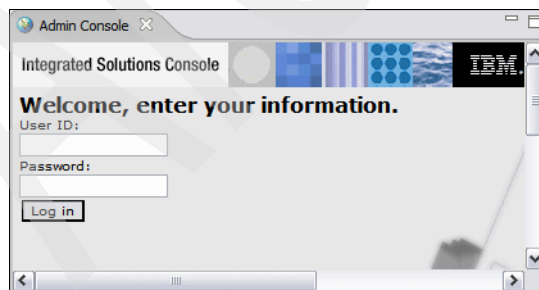 Admin Console
Integrated Solutions Console
IBM.
Welcome, enter your information.
User ID:
Password:
Log in